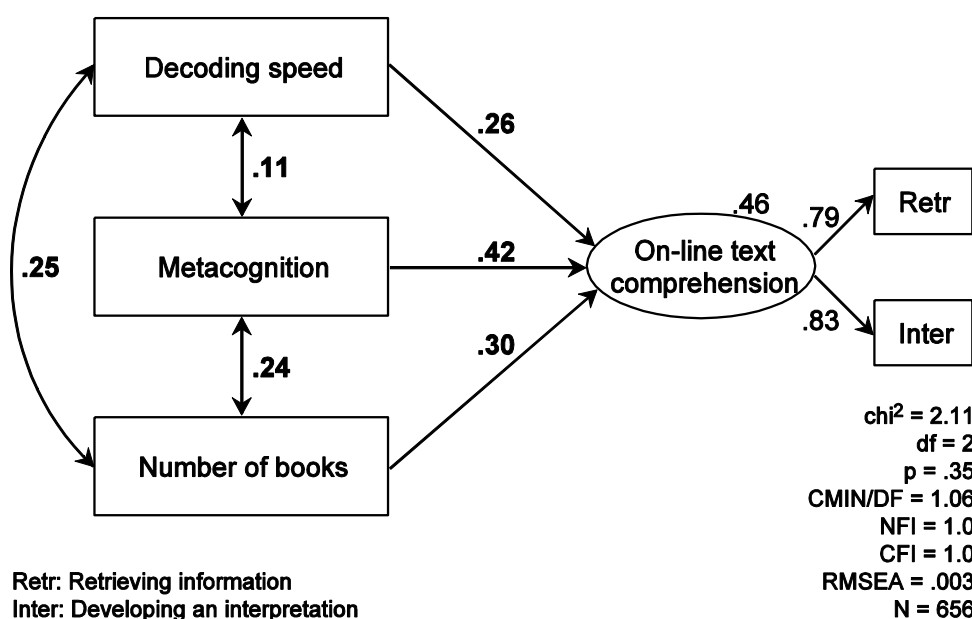 Decoding speed
.26
.11
.46
.79
Retr
.25
Metacognition
.42
On-line text
comprehension
.83
Inter
.30
.24
Number of books
chi² = 2.11
df = 2
p = .35
CMIN/DF = 1.06
NFI = 1.0
CFI = 1.0
RMSEA = .003
N = 656
Retr: Retrieving information
Inter: Developing an interpretation